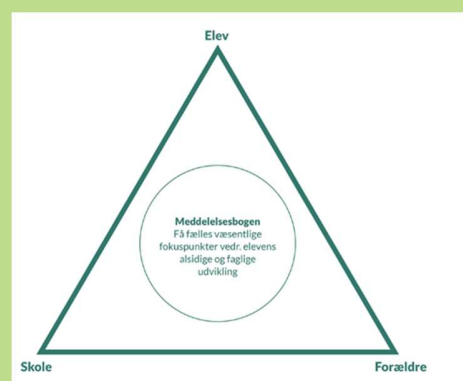 Elev
Meddelelsesbogen
Få fælles væsentlige
fokuspunkter vedr. elevens
alsidige og faglige
udvikling
Skole
Forældre